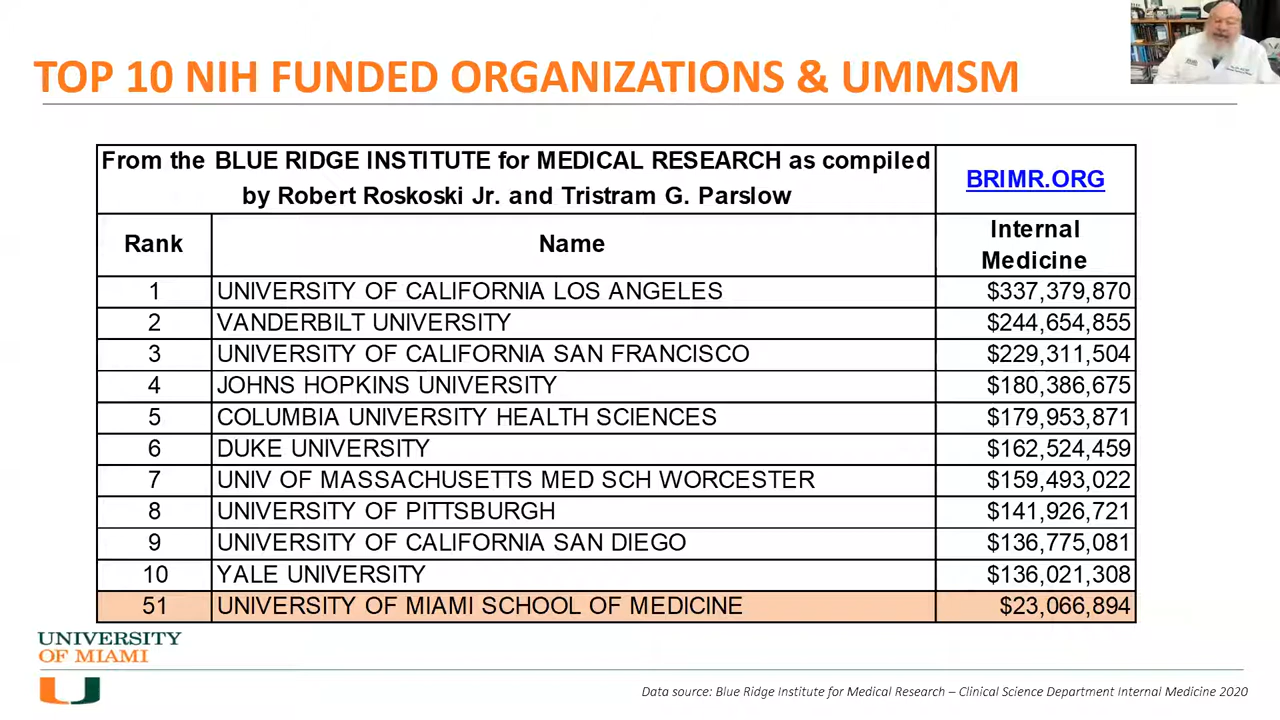 TOP 10 NIH FUNDED ORGANIZATIONS & UMMSM
From the BLUE RIDGE INSTITUTE for MEDICAL RESEARCH as compiled
by Robert Roskoski Jr. and Tristram G. Parslow
BRIMR.ORG
Rank Name Internal
Medicine
1 UNIVERSITY OF CALIFORNIA LOS ANGELES $337,379,870
2 VANDERBILT UNIVERSITY $244,654,855
3 UNIVERSITY OF CALIFORNIA SAN FRANCISCO $229,311,504
4 JOHNS HOPKINS UNIVERSITY $180,386,675
5 COLUMBIA UNIVERSITY HEALTH SCIENCES $179,953,871
6 DUKE UNIVERSITY $162,524,459
7 UNIV OF MASSACHUSETTS MED SCH WORCESTER $159,493,022
8 UNIVERSITY OF PITTSBURGH $141,926,721
9 UNIVERSITY OF CALIFORNIA SAN DIEGO $136,775,081
10 YALE UNIVERSITY $136,021,308
51 UNIVERSITY OF MIAMI SCHOOL OF MEDICINE $23,066,894
UNIVERSITY
OF MIAMI
Data source: Blue Ridge Institute for Medical Research – Clinical Science Department Internal Medicine 2020